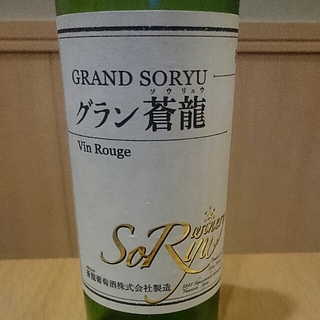 GRAND SORYU
ソウリュウ
グラン蒼龍
Vin Rouge
SoRyu winery
蒼龍葡萄酒株式会社製造